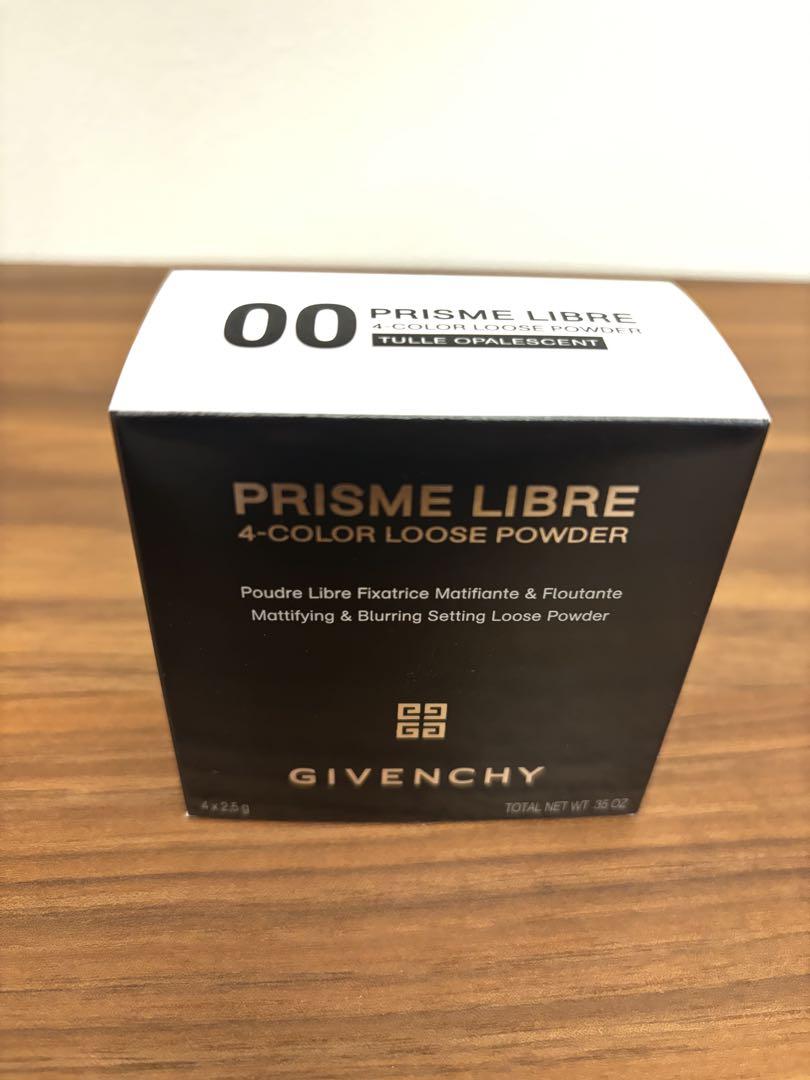 00 PRISME LIBRE
4-COLOR LOOSE POWDER
TULLE OPALESCENT
PRISME LIBRE
4-COLOR LOOSE POWDER
Poudre Libre Fixatrice Matifiante & Floutante
Mattifying & Blurring Setting Loose Powder
GIVENCHY
4 x 2.5 g TOTAL NET WT .35 OZ